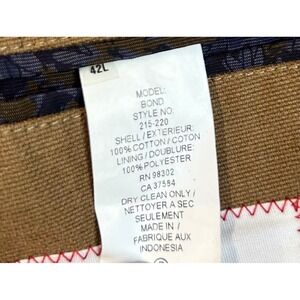 42L
MODEL:
BOND
STYLE NO:
215-220
SHELL / EXTERIEUR:
100% COTTON / COTON
LINING / DOUBLURE:
100% POLYESTER
RN 98302
CA 37584
DRY CLEAN ONLY /
NETTOYER A SEC
SEULEMENT
MADE IN /
FABRIQUE AUX
INDONESIA